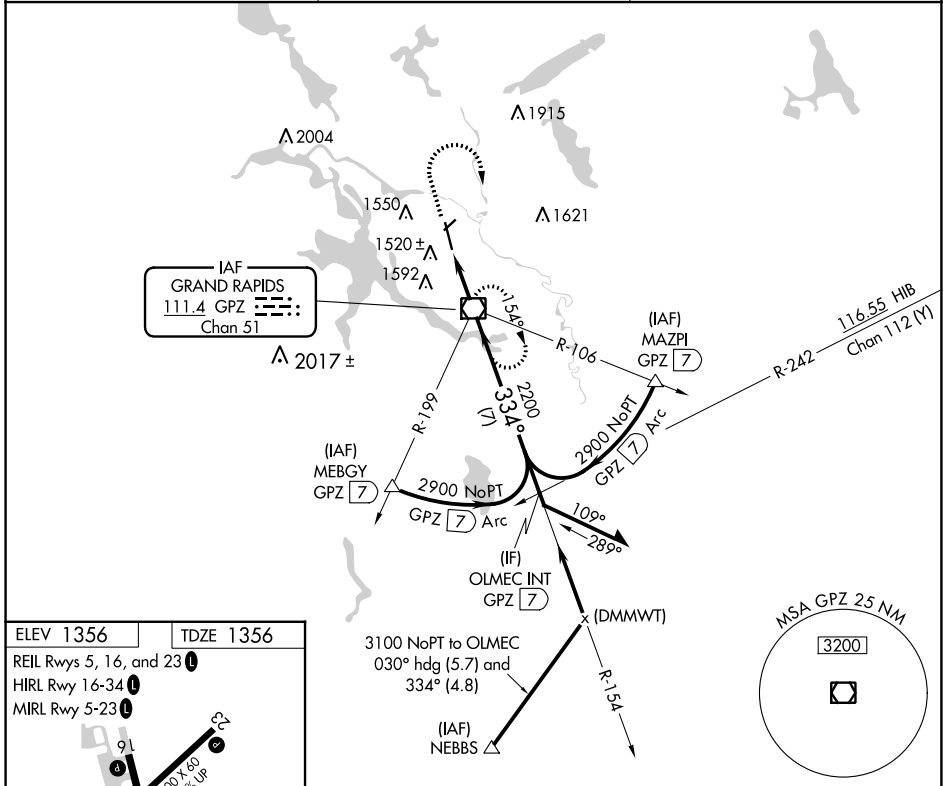 1915
2004
1550
1621
1520 ±
1592
IAF
GRAND RAPIDS
111.4 GPZ
Chan 51
2017 ±
154°
R-106
(IAF)
MAZPI
GPZ 7
116.55 HIB
Chan 112 (Y)
R-242
R-199
2200
334°
(7)
2900 NoPT
GPZ 7 Arc
(IAF)
MEBGY
GPZ 7
2900 NoPT
GPZ 7 Arc
109°
289°
(IF)
OLMEC INT
GPZ 7
(DMMWT)
3100 NoPT to OLMEC
030° hdg (5.7) and
334° (4.8)
R-154
(IAF)
NEBBS
MSA GPZ 25 NM
3200
ELEV 1356
TDZE 1356
REIL Rwys 5, 16, and 23 L
HIRL Rwy 16-34 L
MIRL Rwy 5-23 L
16
23
P
P
X 60
UP